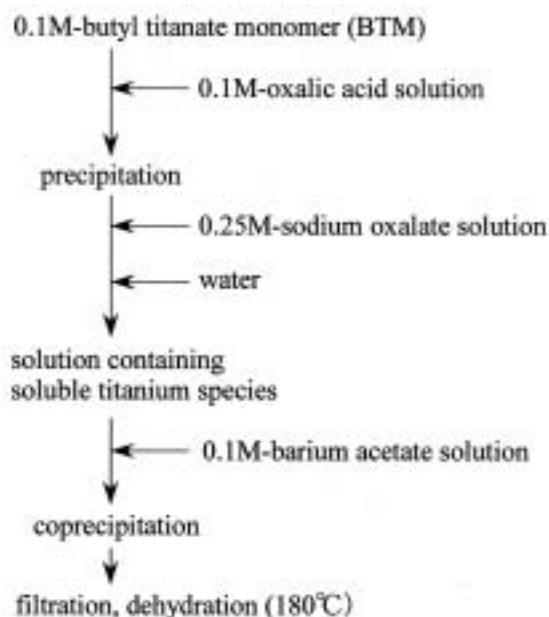 0.1M-butyl titanate monomer (BTM)
0.1M-oxalic acid solution
precipitation
0.25M-sodium oxalate solution
water
solution containing
soluble titanium species
0.1M-barium acetate solution
coprecipitation
filtration, dehydration (180℃)